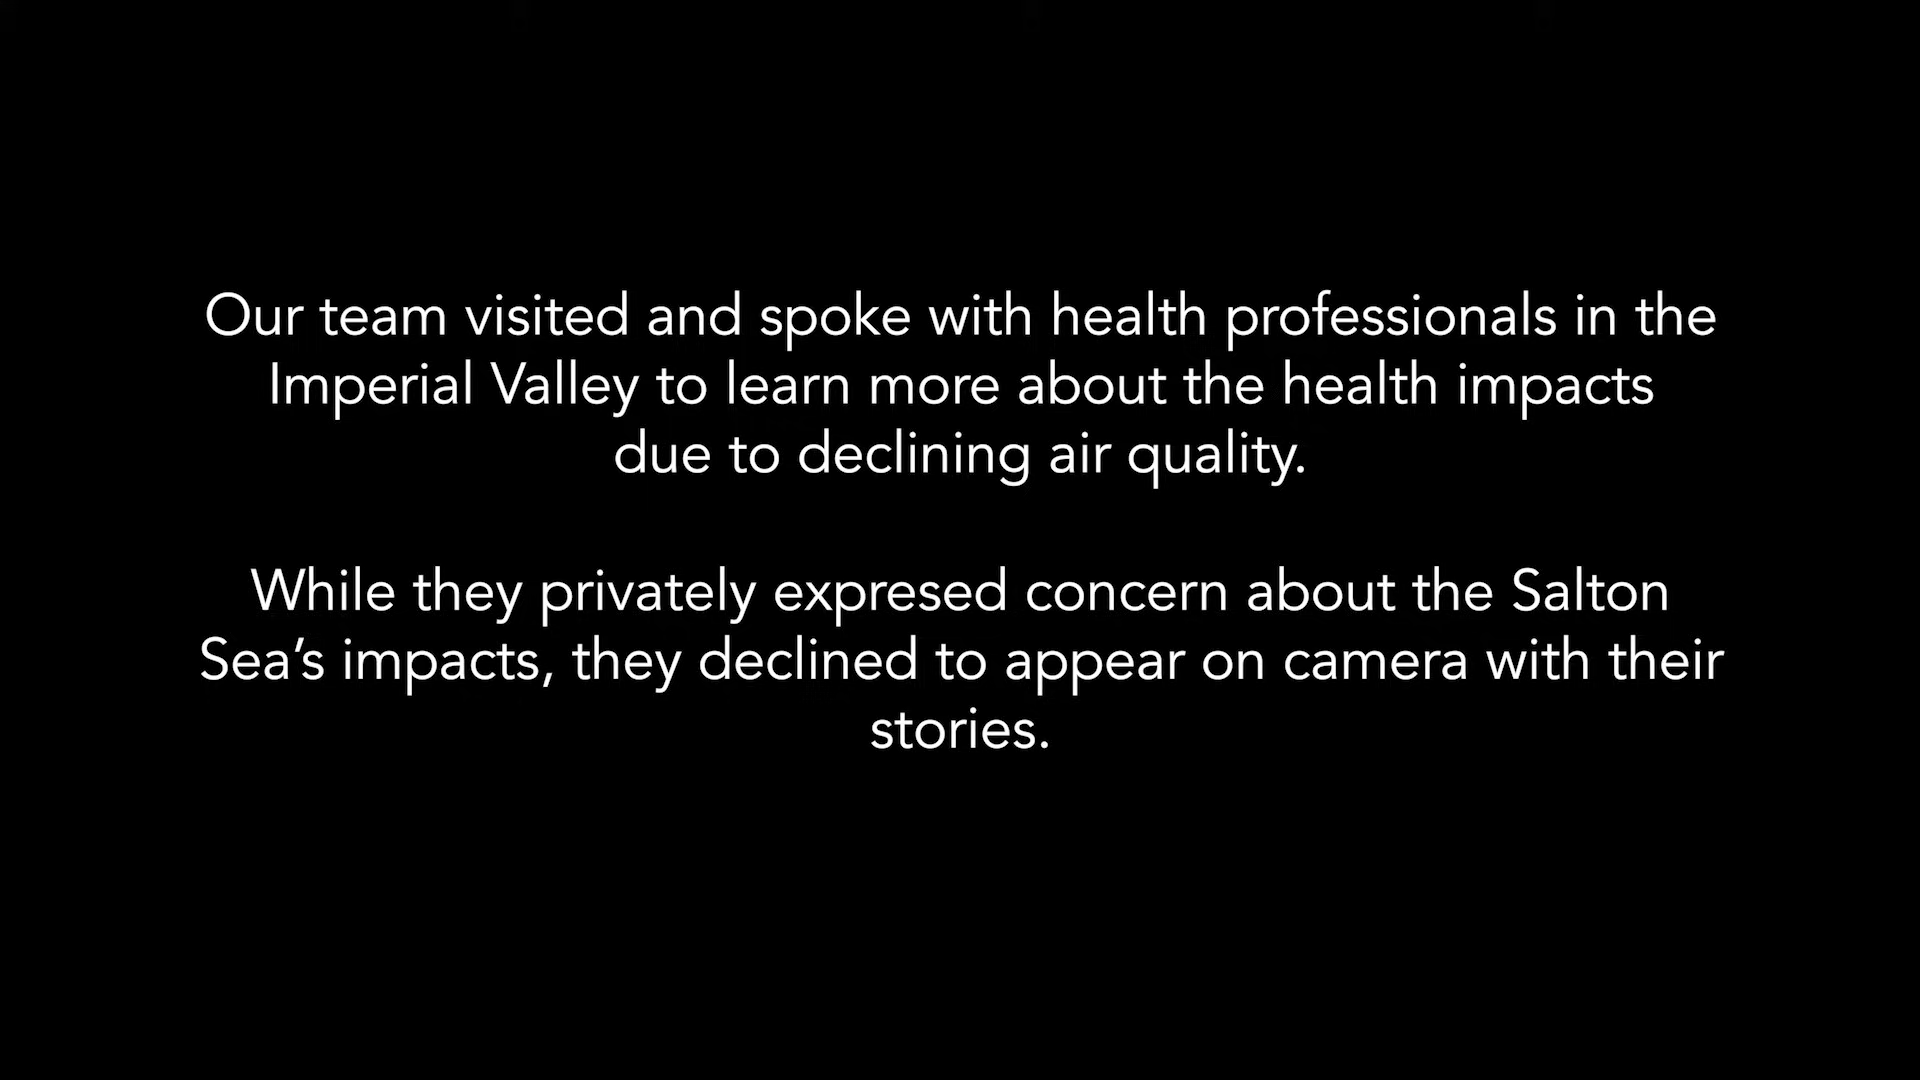 Our team visited and spoke with health professionals in the
Imperial Valley to learn more about the health impacts
due to declining air quality.
While they privately expresed concern about the Salton
Sea’s impacts, they declined to appear on camera with their
stories.